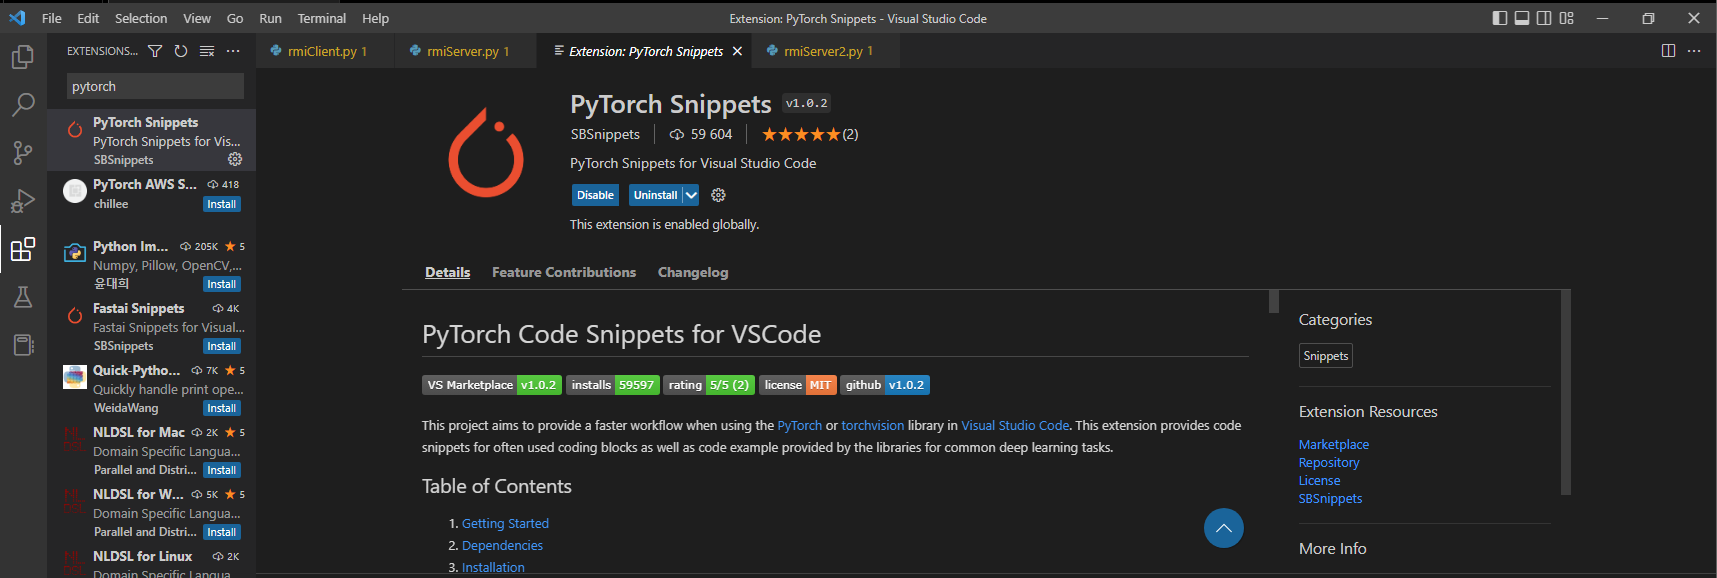 File Edit Selection View Go Run Terminal Help
Extension: PyTorch Snippets - Visual Studio Code
EXTENSIONS...
rmiClient.py 1
rmiServer.py 1
Extension: PyTorch Snippets
rmiServer2.py 1
pytorch
PyTorch Snippets
PyTorch Snippets for Vis...
SBSnippets
PyTorch AWS S... 418
chillee Install
Python Im... 205K 5
Numpy, Pillow, OpenCV,...
윤대희 Install
Fastai Snippets 4K
Fastai Snippets for Visual...
SBSnippets Install
Quick-Pytho... 7K 5
Quickly handle print ope...
WeidaWang Install
NLDSL for Mac 2K 5
Domain Specific Langua...
Parallel and Distri... Install
NLDSL for W... 5K 5
Domain Specific Langua...
Parallel and Distri... Install
NLDSL for Linux 2K
Domain Specific Langua
PyTorch Snippets v1.0.2
SBSnippets 59 604 (2)
PyTorch Snippets for Visual Studio Code
Disable Uninstall
This extension is enabled globally.
Details Feature Contributions Changelog
PyTorch Code Snippets for VSCode
VS Marketplace v1.0.2 installs 59597 rating 5/5 (2) license MIT github v1.0.2
This project aims to provide a faster workflow when using the PyTorch or torchvision library in Visual Studio Code. This extension provides code
snippets for often used coding blocks as well as code example provided by the libraries for common deep learning tasks.
Table of Contents
1. Getting Started
2. Dependencies
3. Installation
Categories
Snippets
Extension Resources
Marketplace
Repository
License
SBSnippets
More Info